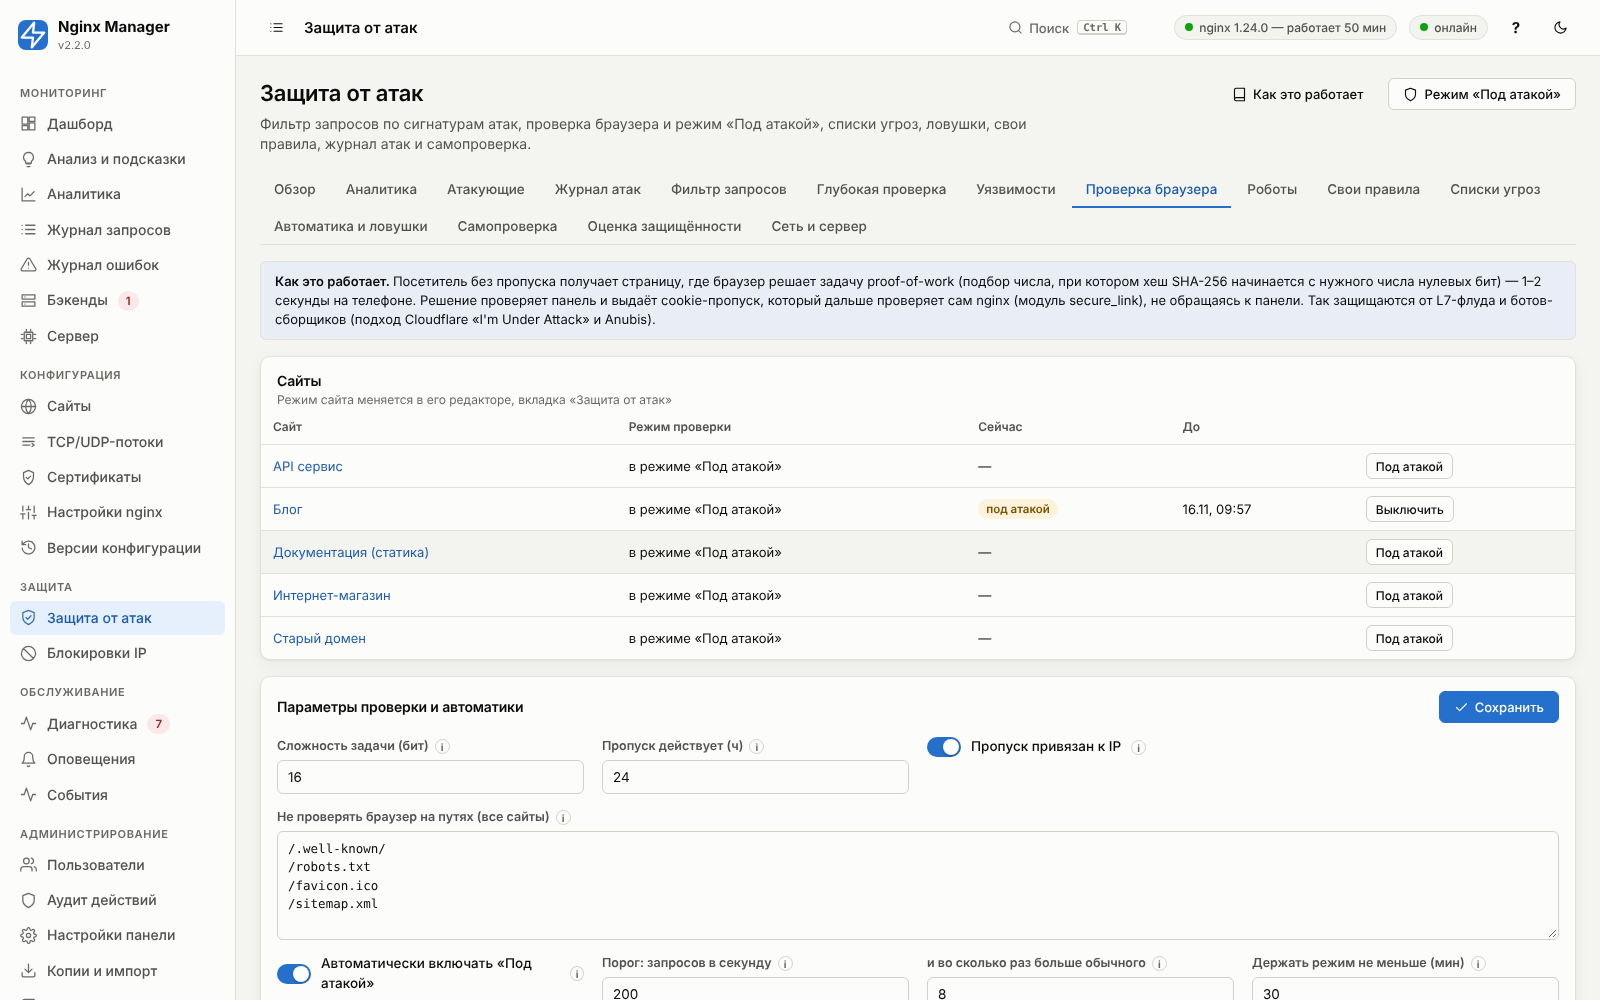 Nginx Manager
v2.2.0
МОНИТОРИНГ
Дашборд
Анализ и подсказки
Аналитика
Журнал запросов
Журнал ошибок
Бэкенды 1
Сервер
КОНФИГУРАЦИЯ
Сайты
TCP/UDP-потоки
Сертификаты
Настройки nginx
Версии конфигурации
ЗАЩИТА
Защита от атак
Блокировки IP
ОБСЛУЖИВАНИЕ
Диагностика 7
Оповещения
События
АДМИНИСТРИРОВАНИЕ
Пользователи
Аудит действий
Настройки панели
Копии и импорт
Защита от атак
Поиск Ctrl K
nginx 1.24.0 — работает 50 мин
онлайн
?
Защита от атак
Как это работает
Режим «Под атакой»
Фильтр запросов по сигнатурам атак, проверка браузера и режим «Под атакой», списки угроз, ловушки, свои
правила, журнал атак и самопроверка.
Обзор Аналитика Атакующие Журнал атак Фильтр запросов Глубокая проверка Уязвимости Проверка браузера Роботы Свои правила Списки угроз
Автоматика и ловушки Самопроверка Оценка защищённости Сеть и сервер
Как это работает. Посетитель без пропуска получает страницу, где браузер решает задачу proof-of-work (подбор числа, при котором хеш SHA-256 начинается с нужного числа нулевых бит) — 1–2
секунды на телефоне. Решение проверяет панель и выдаёт cookie-пропуск, который дальше проверяет сам nginx (модуль secure_link), не обращаясь к панели. Так защищаются от L7-флуда и ботов-
сборщиков (подход Cloudflare «I'm Under Attack» и Anubis).
Сайты
Режим сайта меняется в его редакторе, вкладка «Защита от атак»
Сайт Режим проверки Сейчас До
API сервис в режиме «Под атакой» — Под атакой
Блог в режиме «Под атакой» под атакой 16.11, 09:57 Выключить
Документация (статика) в режиме «Под атакой» — Под атакой
Интернет-магазин в режиме «Под атакой» — Под атакой
Старый домен в режиме «Под атакой» — Под атакой
Параметры проверки и автоматики
Сохранить
Сложность задачи (бит) i Пропуск действует (ч) i Пропуск привязан к IP i
16 24
Не проверять браузер на путях (все сайты) i
/.well-known/
/robots.txt
/favicon.ico
/sitemap.xml
Автоматически включать «Под
атакой» i
Порог: запросов в секунду i и во сколько раз больше обычного i Держать режим не меньше (мин) i
200 8 30